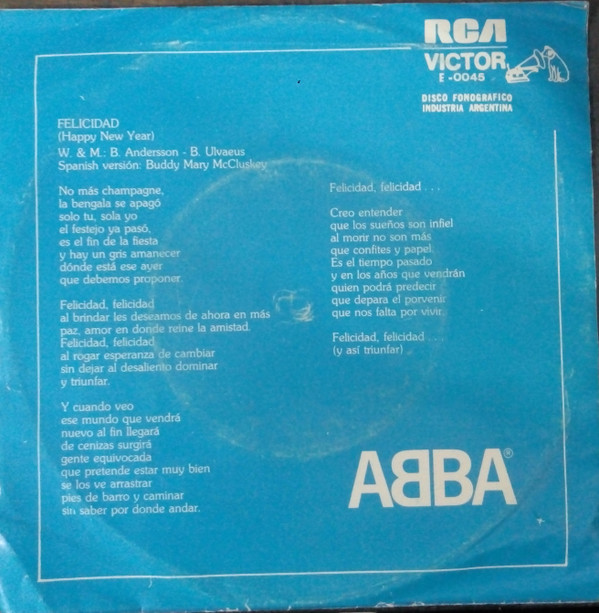 RCA
VICTOR
E-0045
DISCO FONOGRAFICO
INDUSTRIA ARGENTINA
FELICIDAD
(Happy New Year)
W. & M.: B. Andersson - B. Ulvaeus
Spanish versión: Buddy Mary McCluskey
No más champagne,
la bengala se apagó
solo tu, sola yo
el festejo ya pasó,
es el fin de la fiesta
y hay un gris amanecer
dónde está ese ayer
que debemos proponer.
Felicidad, felicidad
al brindar les deseamos de ahora en más
paz, amor en donde reine la amistad.
Felicidad, felicidad
al rogar esperanza de cambiar
sin dejar al desaliento dominar
y triunfar.
Y cuando veo
ese mundo que vendrá
nuevo al fin llegará
de cenizas surgirá
gente equivocada
que pretende estar muy bien
se los ve arrastrar
pies de barro y caminar
sin saber por donde andar.
Felicidad, felicidad . . .
Creo entender
que los sueños son infiel
al morir no son más
que confites y papel.
Es el tiempo pasado
y en los años que vendrán
quien podrá predecir
que depara el porvenir
que nos falta por vivir.
Felicidad, felicidad . . .
(y así triunfar)
ABBA®